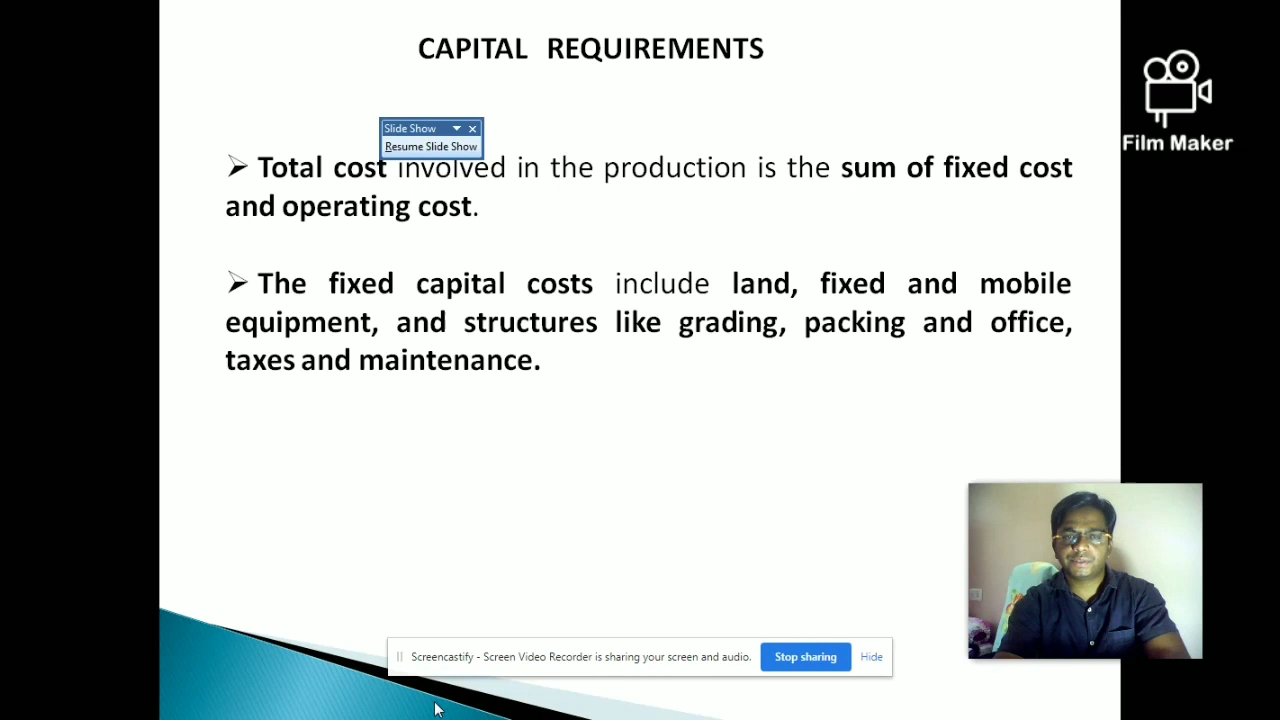 CAPITAL REQUIREMENTS
Film Maker
Slide Show
Resume Slide Show
Total cost involved in the production is the sum of fixed cost
and operating cost.
The fixed capital costs include land, fixed and mobile
equipment, and structures like grading, packing and office,
taxes and maintenance.
Screencastify - Screen Video Recorder is sharing your screen and audio. Stop sharing Hide